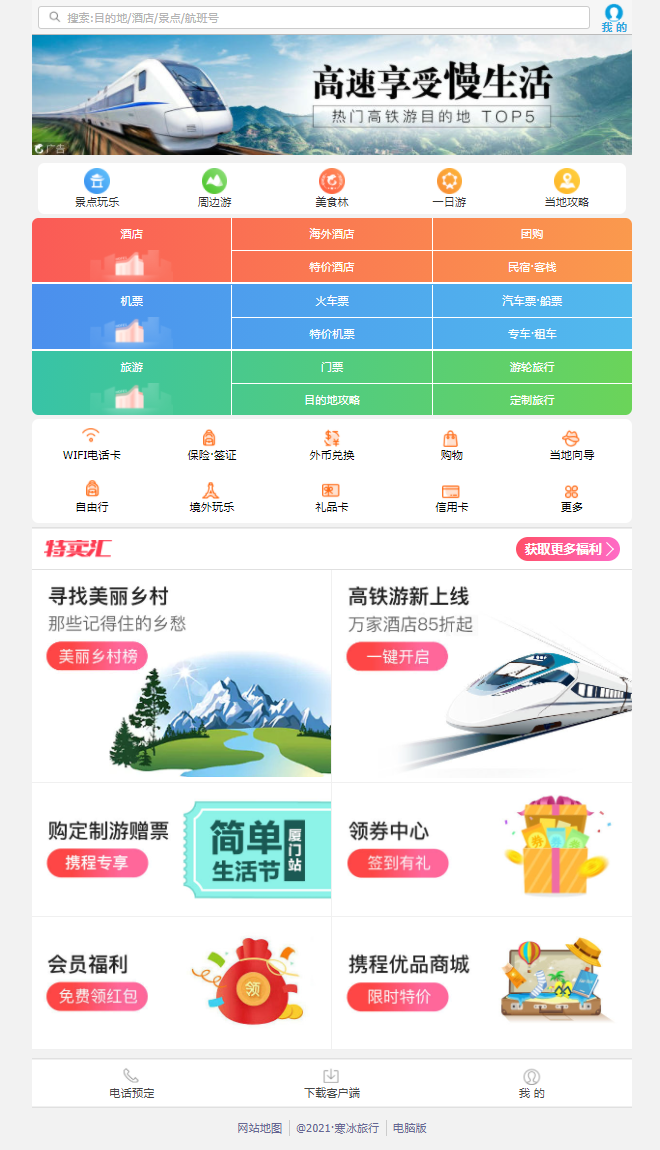 搜索:目的地/酒店/景点/航班号
我 的
高速享受慢生活
热门高铁游目的地 TOP5
广告
景点玩乐 周边游 美食林 一日游 当地攻略
酒店 海外酒店 团购
特价酒店 民宿·客栈
机票 火车票 汽车票·船票
特价机票 专车·租车
旅游 门票 游轮旅行
目的地攻略 定制旅行
WIFI电话卡 保险·签证 外币兑换 购物 当地向导
自由行 境外玩乐 礼品卡 信用卡 更多
特卖汇 获取更多福利
寻找美丽乡村
那些记得住的乡愁
美丽乡村榜
高铁游新上线
万家酒店85折起
一键开启
购定制游赠票
携程专享
简单
生活节
厦门站
领券中心
签到有礼
会员福利
免费领红包
领
携程优品商城
限时特价
电话预定 下载客户端 我 的
网站地图 @2021·寒冰旅行 电脑版